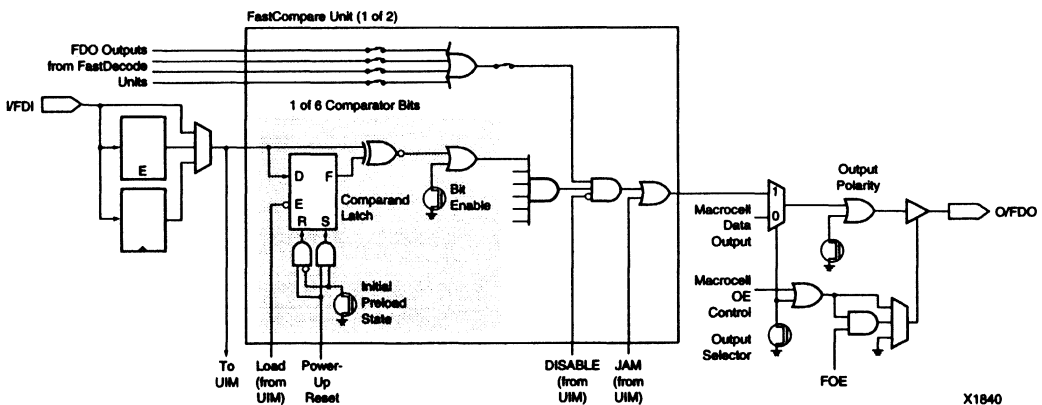 FastCompare Unit (1 of 2)
FDO Outputs
from FastDecode
Units
I/FDI
1 of 6 Comparator Bits
E
D F
E
R S
Comparand
Latch
Bit
Enable
Initial
Preload
State
Macrocell
Data
Output
1
0
Output
Polarity
O/FDO
Macrocell
OE
Control
Output
Selector
FOE
To
UIM
Load
(from
UIM)
Power-
Up
Reset
DISABLE
(from
UIM)
JAM
(from
UIM)
X1840